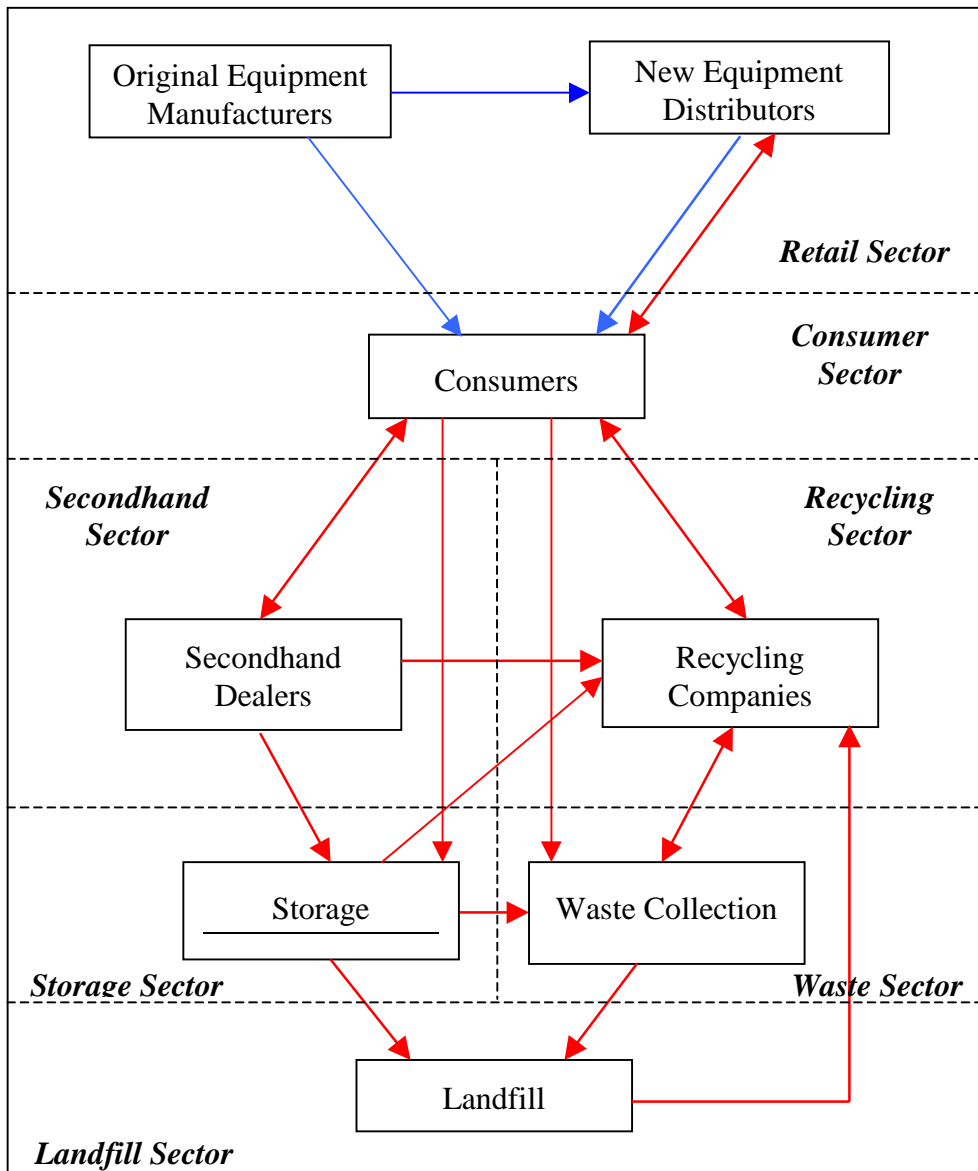 Original Equipment
Manufacturers
New Equipment
Distributors
Retail Sector
Consumer
Sector
Consumers
Secondhand
Sector
Recycling
Sector
Secondhand
Dealers
Recycling
Companies
Storage
Waste Collection
Storage Sector
Waste Sector
Landfill
Landfill Sector